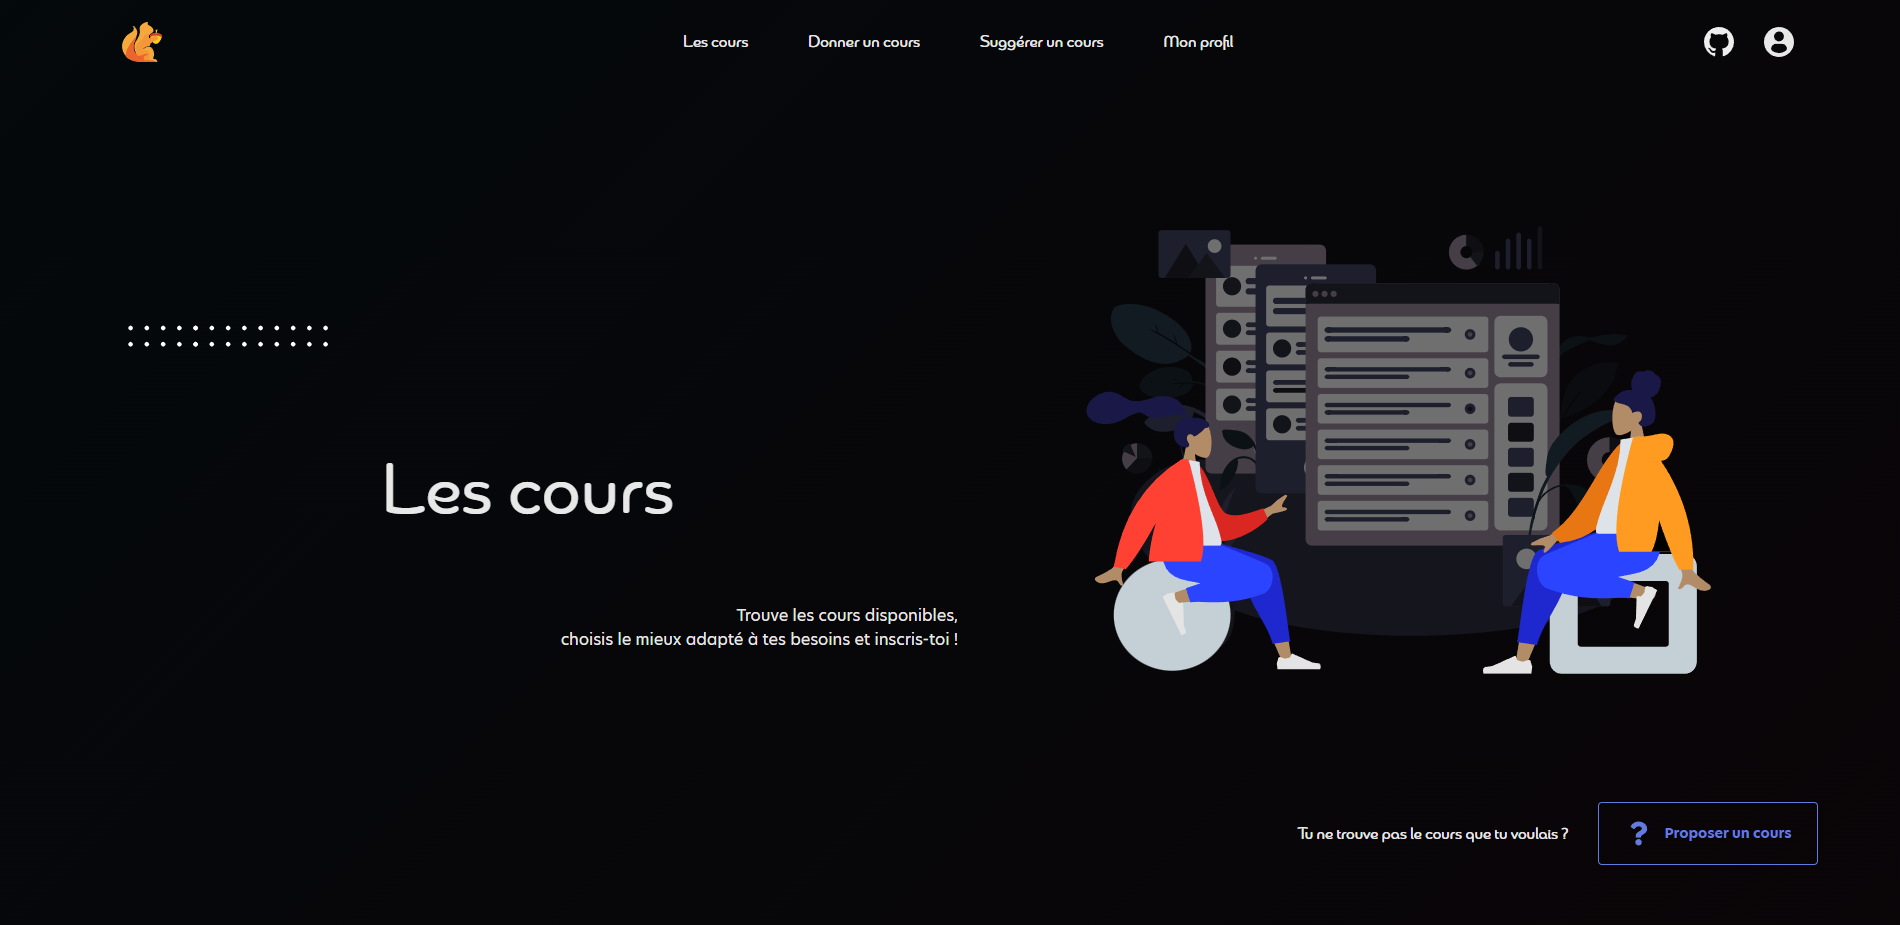 Les cours
Donner un cours
Suggérer un cours
Mon profil
Les cours
Trouve les cours disponibles,
choisis le mieux adapté à tes besoins et inscris-toi !
Tu ne trouve pas le cours que tu voulais ?
? Proposer un cours